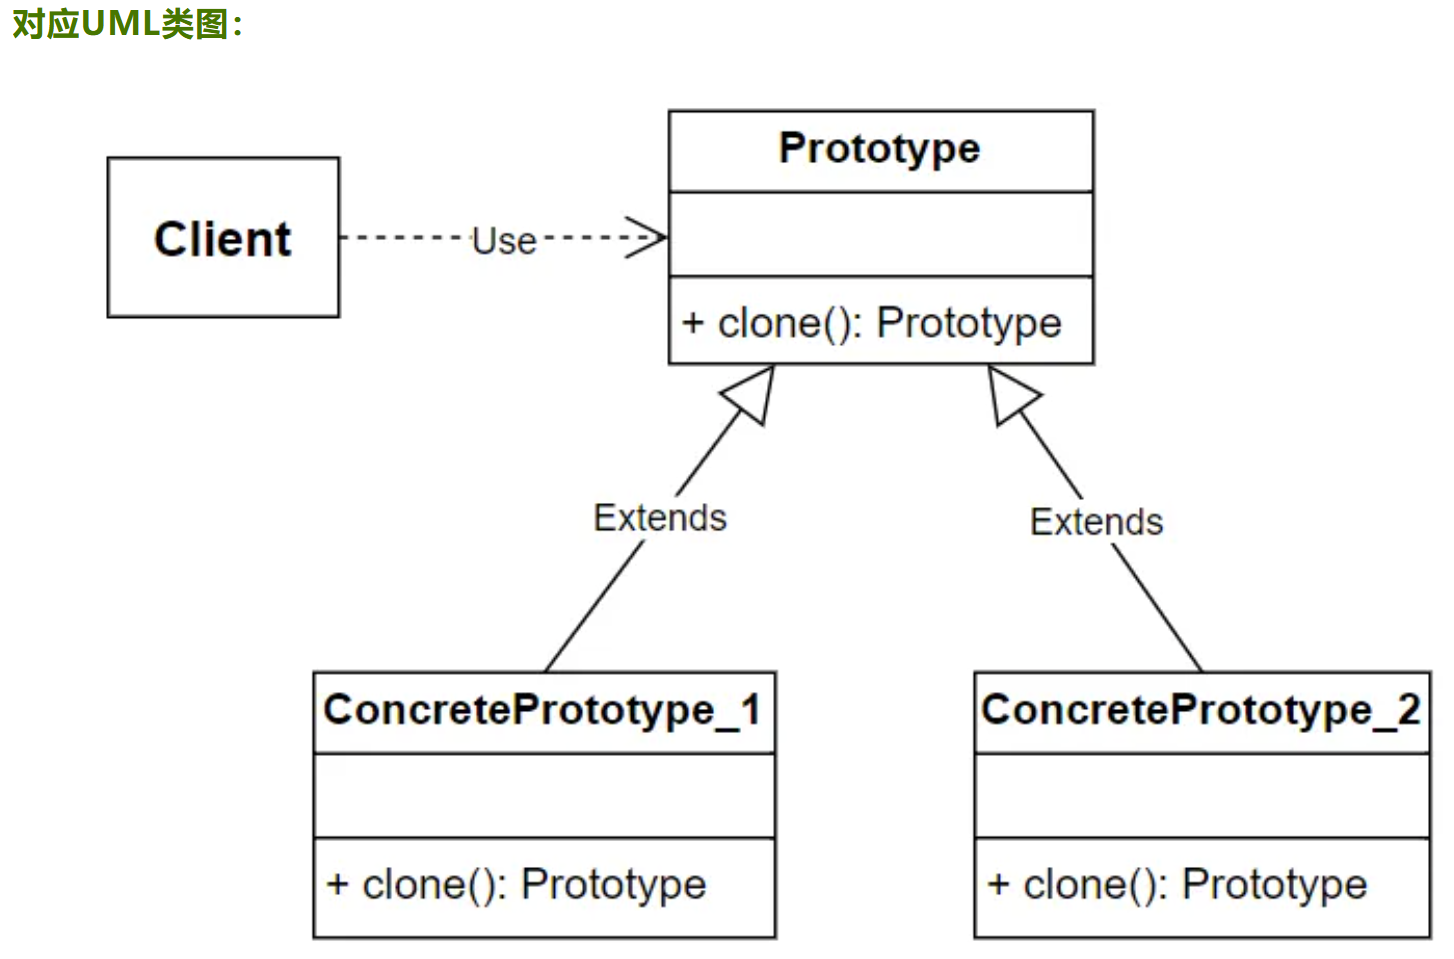 对应UML类图：
Prototype
Client
Use
+ clone(): Prototype
Extends
Extends
ConcretePrototype_1
ConcretePrototype_2
+ clone(): Prototype
+ clone(): Prototype